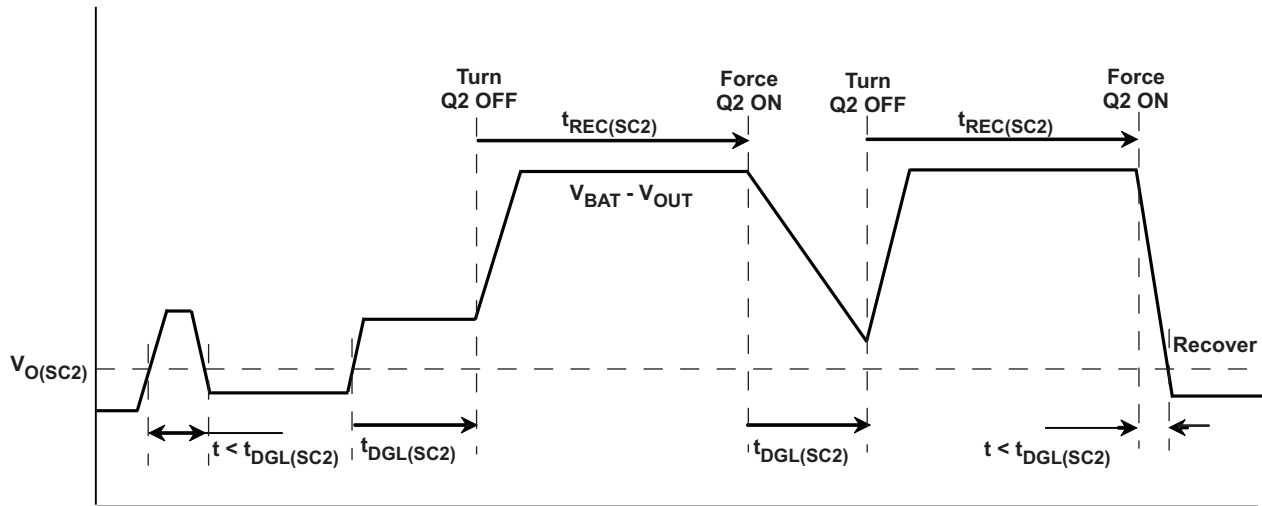 Turn
Q2 OFF
Force
Q2 ON
Turn
Q2 OFF
Force
Q2 ON
tREC(SC2)
tREC(SC2)
VBAT - VOUT
VO(SC2)
Recover
t < tDGL(SC2)
tDGL(SC2)
tDGL(SC2)
t < tDGL(SC2)